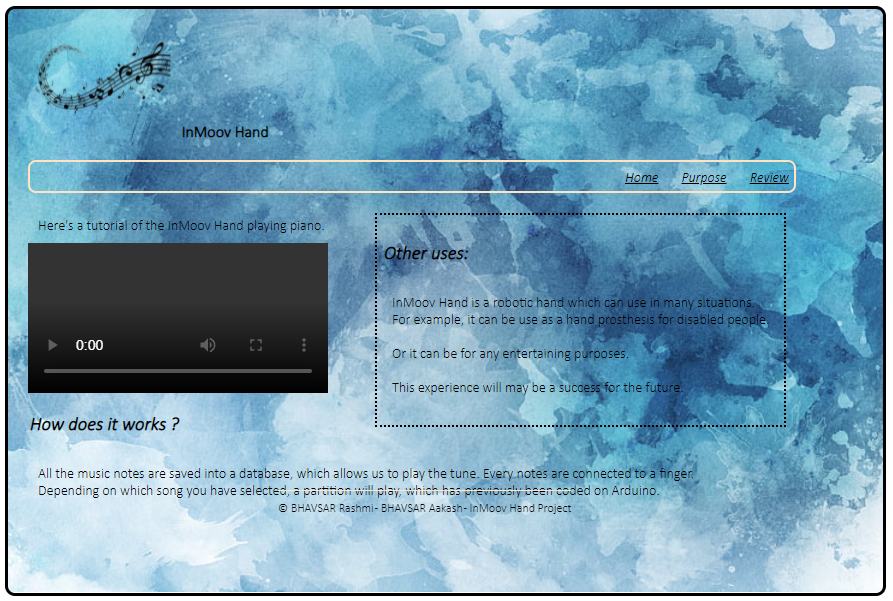 InMoov Hand
Home Purpose Review
Here's a tutorial of the InMoov Hand playing piano.
0:00
How does it works ?
Other uses:
InMoov Hand is a robotic hand which can use in many situations.
For example, it can be use as a hand prosthesis for disabled people.
Or it can be for any entertaining purposes.
This experience will may be a success for the future.
All the music notes are saved into a database, which allows us to play the tune. Every notes are connected to a finger.
Depending on which song you have selected, a partition will play, which has previously been coded on Arduino.
© BHAVSAR Rashmi - BHAVSAR Aakash - InMoov Hand Project